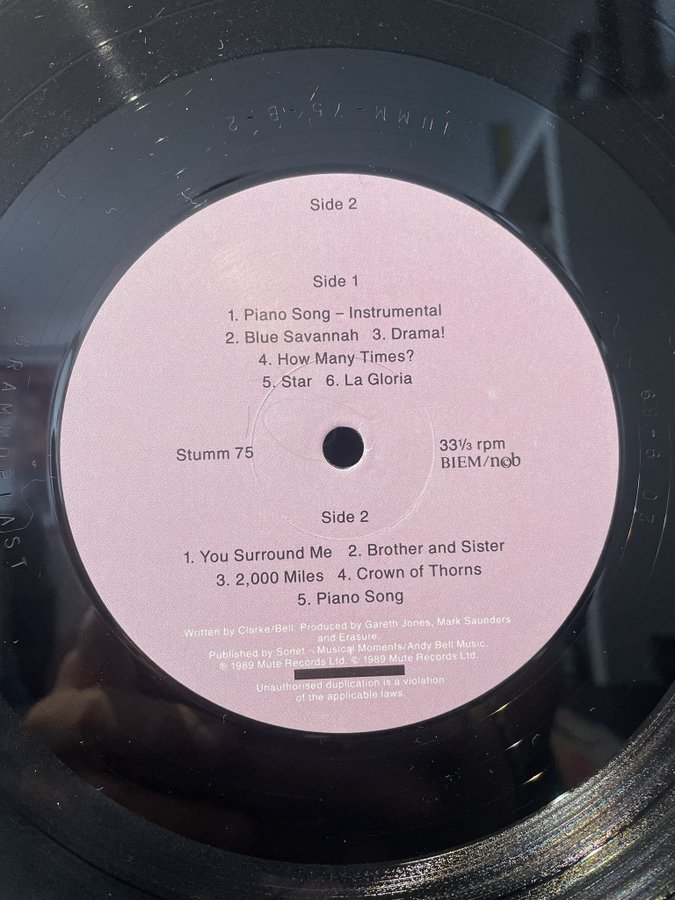 TUMM-75-B-2
Side 2
Side 1
1. Piano Song – Instrumental
2. Blue Savannah 3. Drama!
4. How Many Times?
5. Star 6. La Gloria
Stumm 75
33⅓ rpm
BIEM/ncb
Side 2
1. You Surround Me 2. Brother and Sister
3. 2,000 Miles 4. Crown of Thorns
5. Piano Song
Written by Clarke/Bell. Produced by Gareth Jones, Mark Saunders
and Erasure.
Published by Sonet – Musical Moments/Andy Bell Music.
℗ 1989 Mute Records Ltd. © 1989 Mute Records Ltd.
Unauthorised duplication is a violation
of the applicable laws.
GRAMMOPLAST